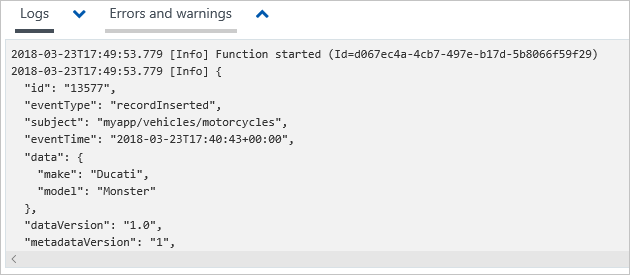 Logs Errors and warnings
2018-03-23T17:49:53.779 [Info] Function started (Id=d067ec4a-4cb7-497e-b17d-5b8066f59f29)
2018-03-23T17:49:53.779 [Info] {
"id": "13577",
"eventType": "recordInserted",
"subject": "myapp/vehicles/motorcycles",
"eventTime": "2018-03-23T17:40:43+00:00",
"data": {
"make": "Ducati",
"model": "Monster"
},
"dataVersion": "1.0",
"metadataVersion": "1",